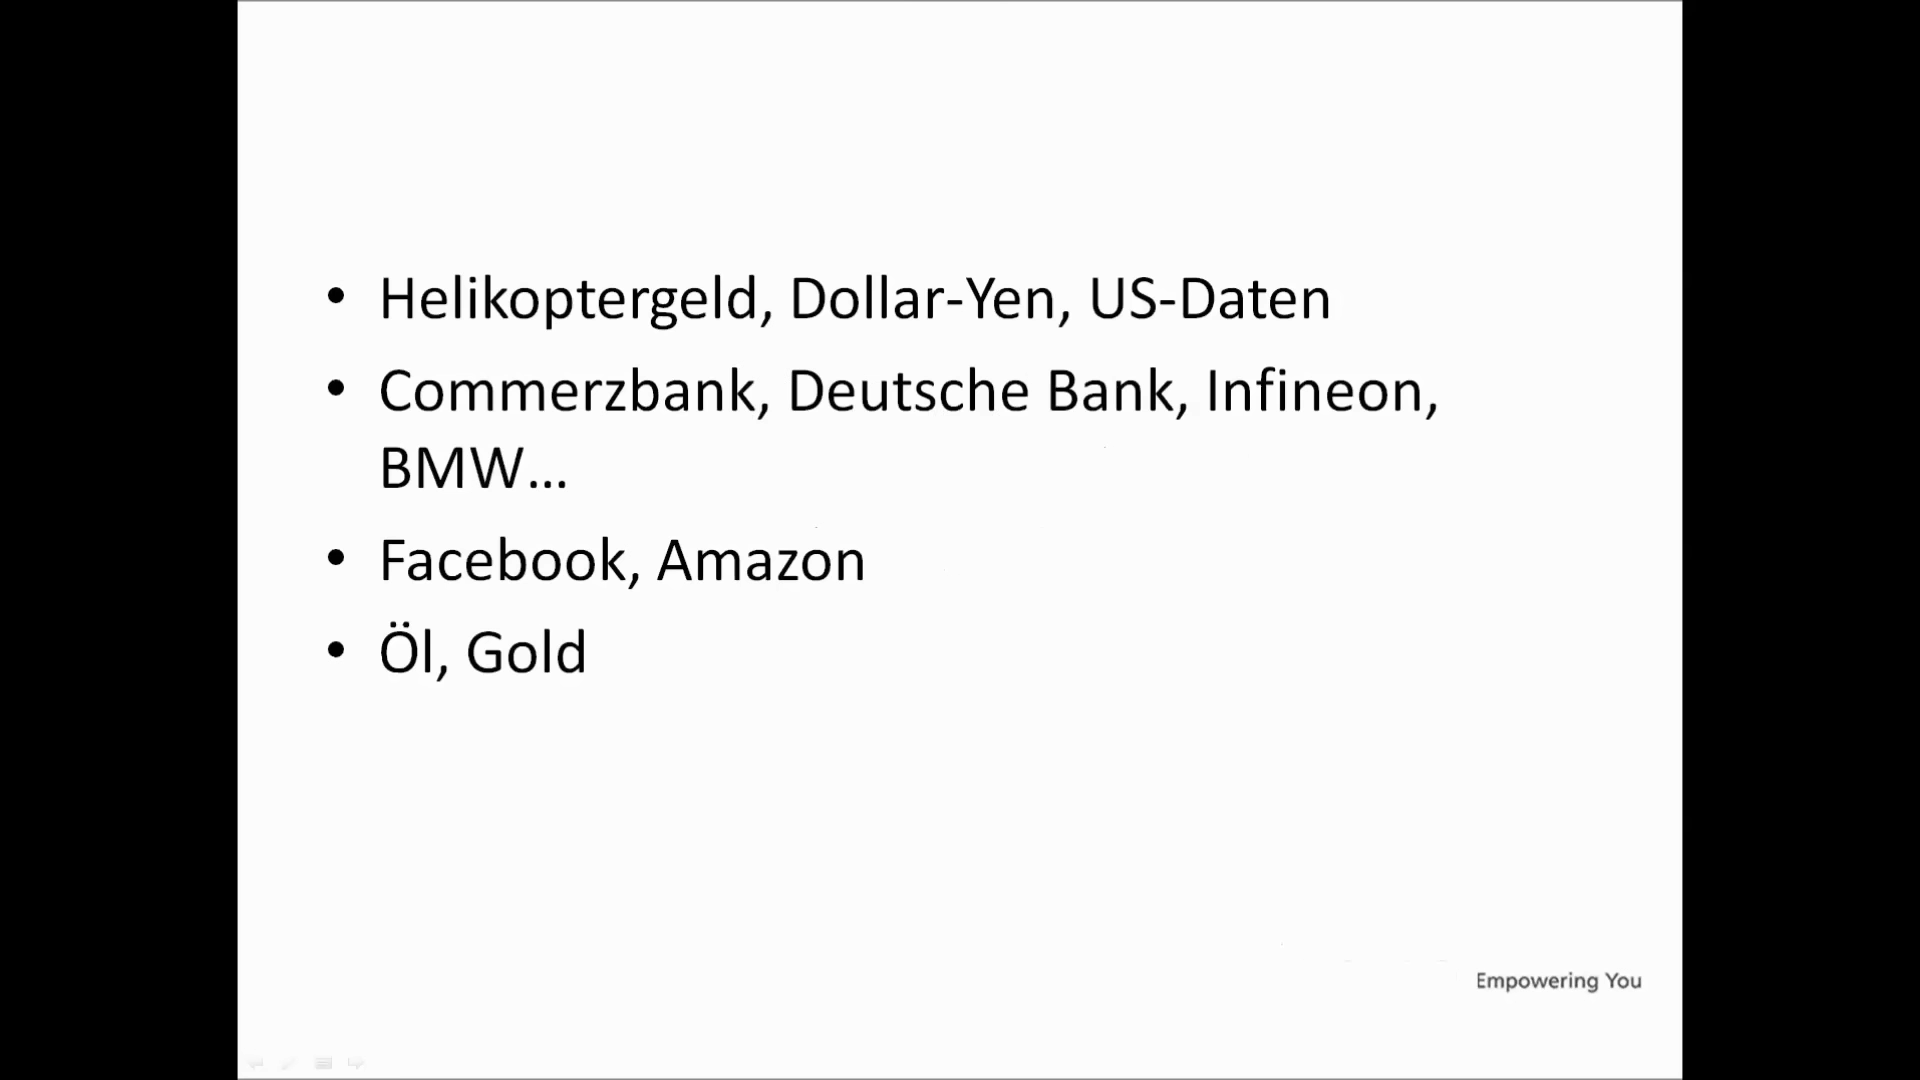 • Helikoptergeld, Dollar-Yen, US-Daten
• Commerzbank, Deutsche Bank, Infineon,
BMW...
• Facebook, Amazon
• Öl, Gold
Empowering You